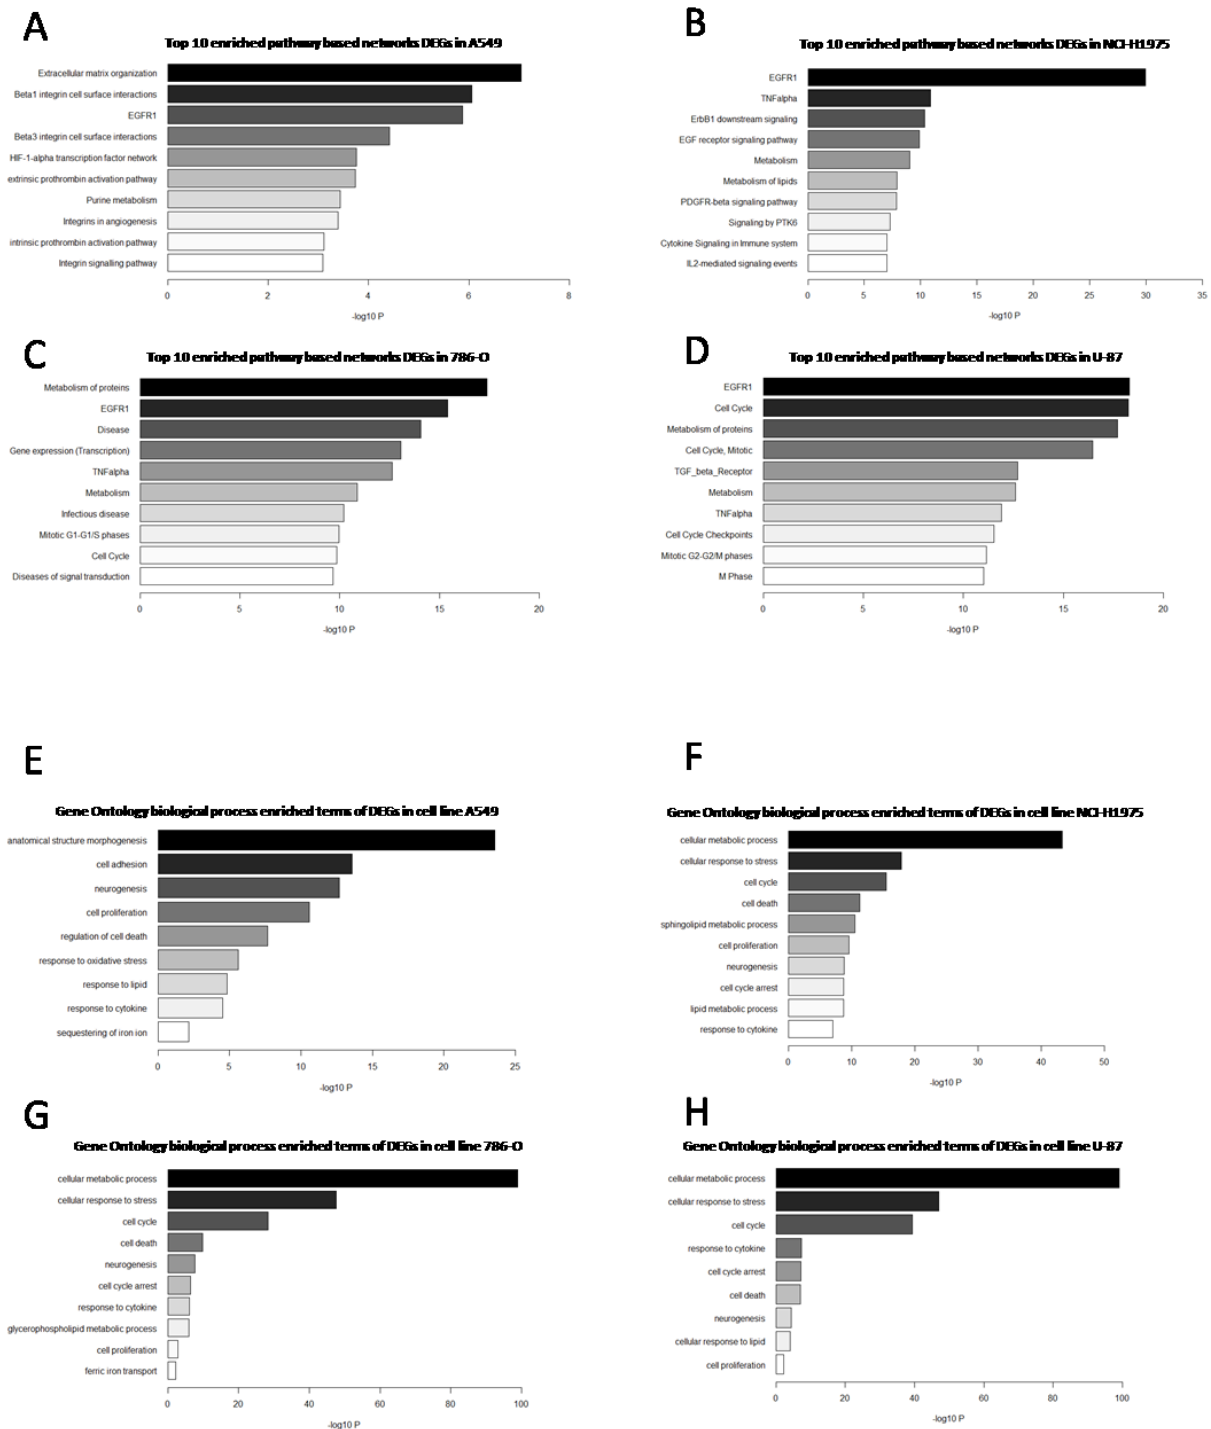 A
Top 10 enriched pathway based networks DEGs in A549
Extracellular matrix organization
Beta1 integrin cell surface interactions
EGFR1
Beta3 integrin cell surface interactions
HIF-1-alpha transcription factor network
extrinsic prothrombin activation pathway
Purine metabolism
Integrins in angiogenesis
intrinsic prothrombin activation pathway
Integrin signalling pathway
0 2 4 6 8
-log10 P
B
Top 10 enriched pathway based networks DEGs in NCI-H1975
EGFR1
TNFalpha
ErbB1 downstream signaling
EGF receptor signaling pathway
Metabolism
Metabolism of lipids
PDGFR-beta signaling pathway
Signaling by PTK6
Cytokine Signaling in Immune system
IL2-mediated signaling events
0 5 10 15 20 25 30 35
-log10 P
C
Top 10 enriched pathway based networks DEGs in 786-O
Metabolism of proteins
EGFR1
Disease
Gene expression (Transcription)
TNFalpha
Metabolism
Infectious disease
Mitotic G1-G1/S phases
Cell Cycle
Diseases of signal transduction
0 5 10 15 20
-log10 P
D
Top 10 enriched pathway based networks DEGs in U-87
EGFR1
Cell Cycle
Metabolism of proteins
Cell Cycle, Mitotic
TGF_beta_Receptor
Metabolism
TNFalpha
Cell Cycle Checkpoints
Mitotic G2-G2/M phases
M Phase
0 5 10 15 20
-log10 P
E
Gene Ontology biological process enriched terms of DEGs in cell line A549
anatomical structure morphogenesis
cell adhesion
neurogenesis
cell proliferation
regulation of cell death
response to oxidative stress
response to lipid
response to cytokine
sequestering of iron ion
0 5 10 15 20 25
-log10 P
F
Gene Ontology biological process enriched terms of DEGs in cell line NCI-H1975
cellular metabolic process
cellular response to stress
cell cycle
cell death
sphingolipid metabolic process
cell proliferation
neurogenesis
cell cycle arrest
lipid metabolic process
response to cytokine
0 10 20 30 40 50
-log10 P
G
Gene Ontology biological process enriched terms of DEGs in cell line 786-O
cellular metabolic process
cellular response to stress
cell cycle
cell death
neurogenesis
cell cycle arrest
response to cytokine
glycerophospholipid metabolic process
cell proliferation
ferric iron transport
0 20 40 60 80 100
-log10 P
H
Gene Ontology biological process enriched terms of DEGs in cell line U-87
cellular metabolic process
cellular response to stress
cell cycle
response to cytokine
cell cycle arrest
cell death
neurogenesis
cellular response to lipid
cell proliferation
0 20 40 60 80 100
-log10 P